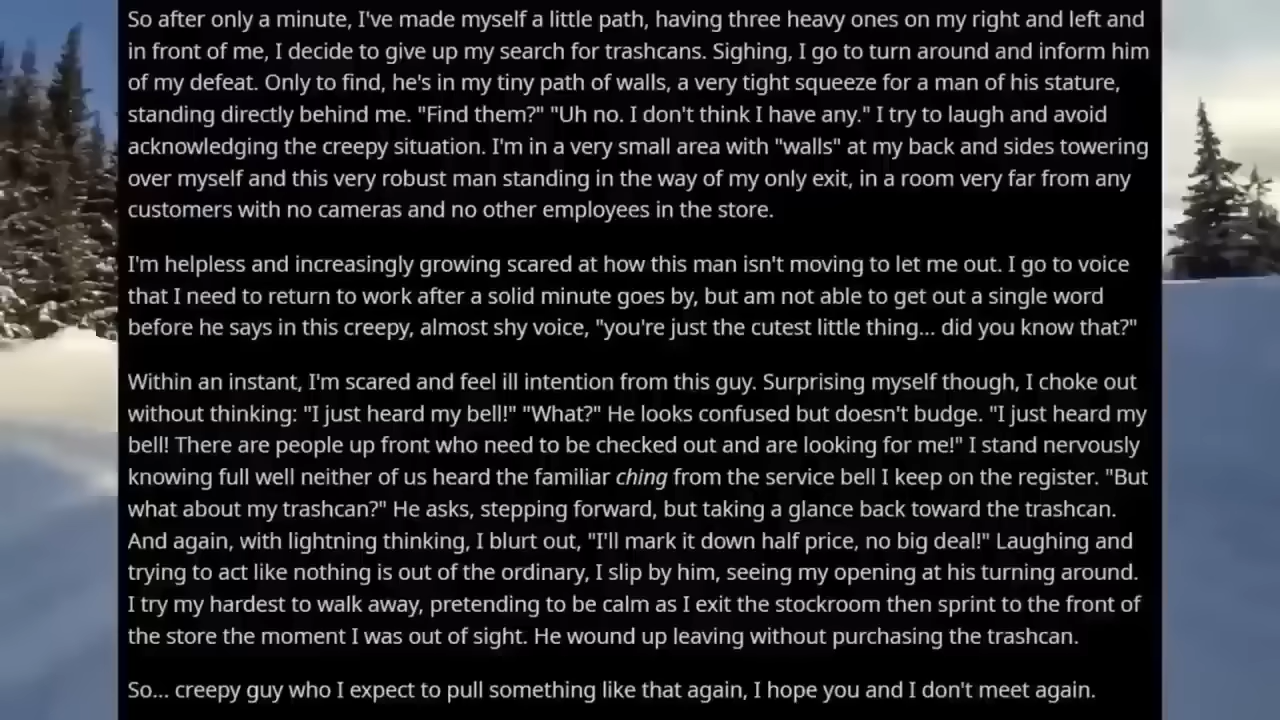 So after only a minute, I've made myself a little path, having three heavy ones on my right and left and
in front of me, I decide to give up my search for trashcans. Sighing, I go to turn around and inform him
of my defeat. Only to find, he's in my tiny path of walls, a very tight squeeze for a man of his stature,
standing directly behind me. "Find them?" "Uh no. I don't think I have any." I try to laugh and avoid
acknowledging the creepy situation. I'm in a very small area with "walls" at my back and sides towering
over myself and this very robust man standing in the way of my only exit, in a room very far from any
customers with no cameras and no other employees in the store.
I'm helpless and increasingly growing scared at how this man isn't moving to let me out. I go to voice
that I need to return to work after a solid minute goes by, but am not able to get out a single word
before he says in this creepy, almost shy voice, "you're just the cutest little thing... did you know that?"
Within an instant, I'm scared and feel ill intention from this guy. Surprising myself though, I choke out
without thinking: "I just heard my bell!" "What?" He looks confused but doesn't budge. "I just heard my
bell! There are people up front who need to be checked out and are looking for me!" I stand nervously
knowing full well neither of us heard the familiar ching from the service bell I keep on the register. "But
what about my trashcan?" He asks, stepping forward, but taking a glance back toward the trashcan.
And again, with lightning thinking, I blurt out, "I'll mark it down half price, no big deal!" Laughing and
trying to act like nothing is out of the ordinary, I slip by him, seeing my opening at his turning around.
I try my hardest to walk away, pretending to be calm as I exit the stockroom then sprint to the front of
the store the moment I was out of sight. He wound up leaving without purchasing the trashcan.
So... creepy guy who I expect to pull something like that again, I hope you and I don't meet again.